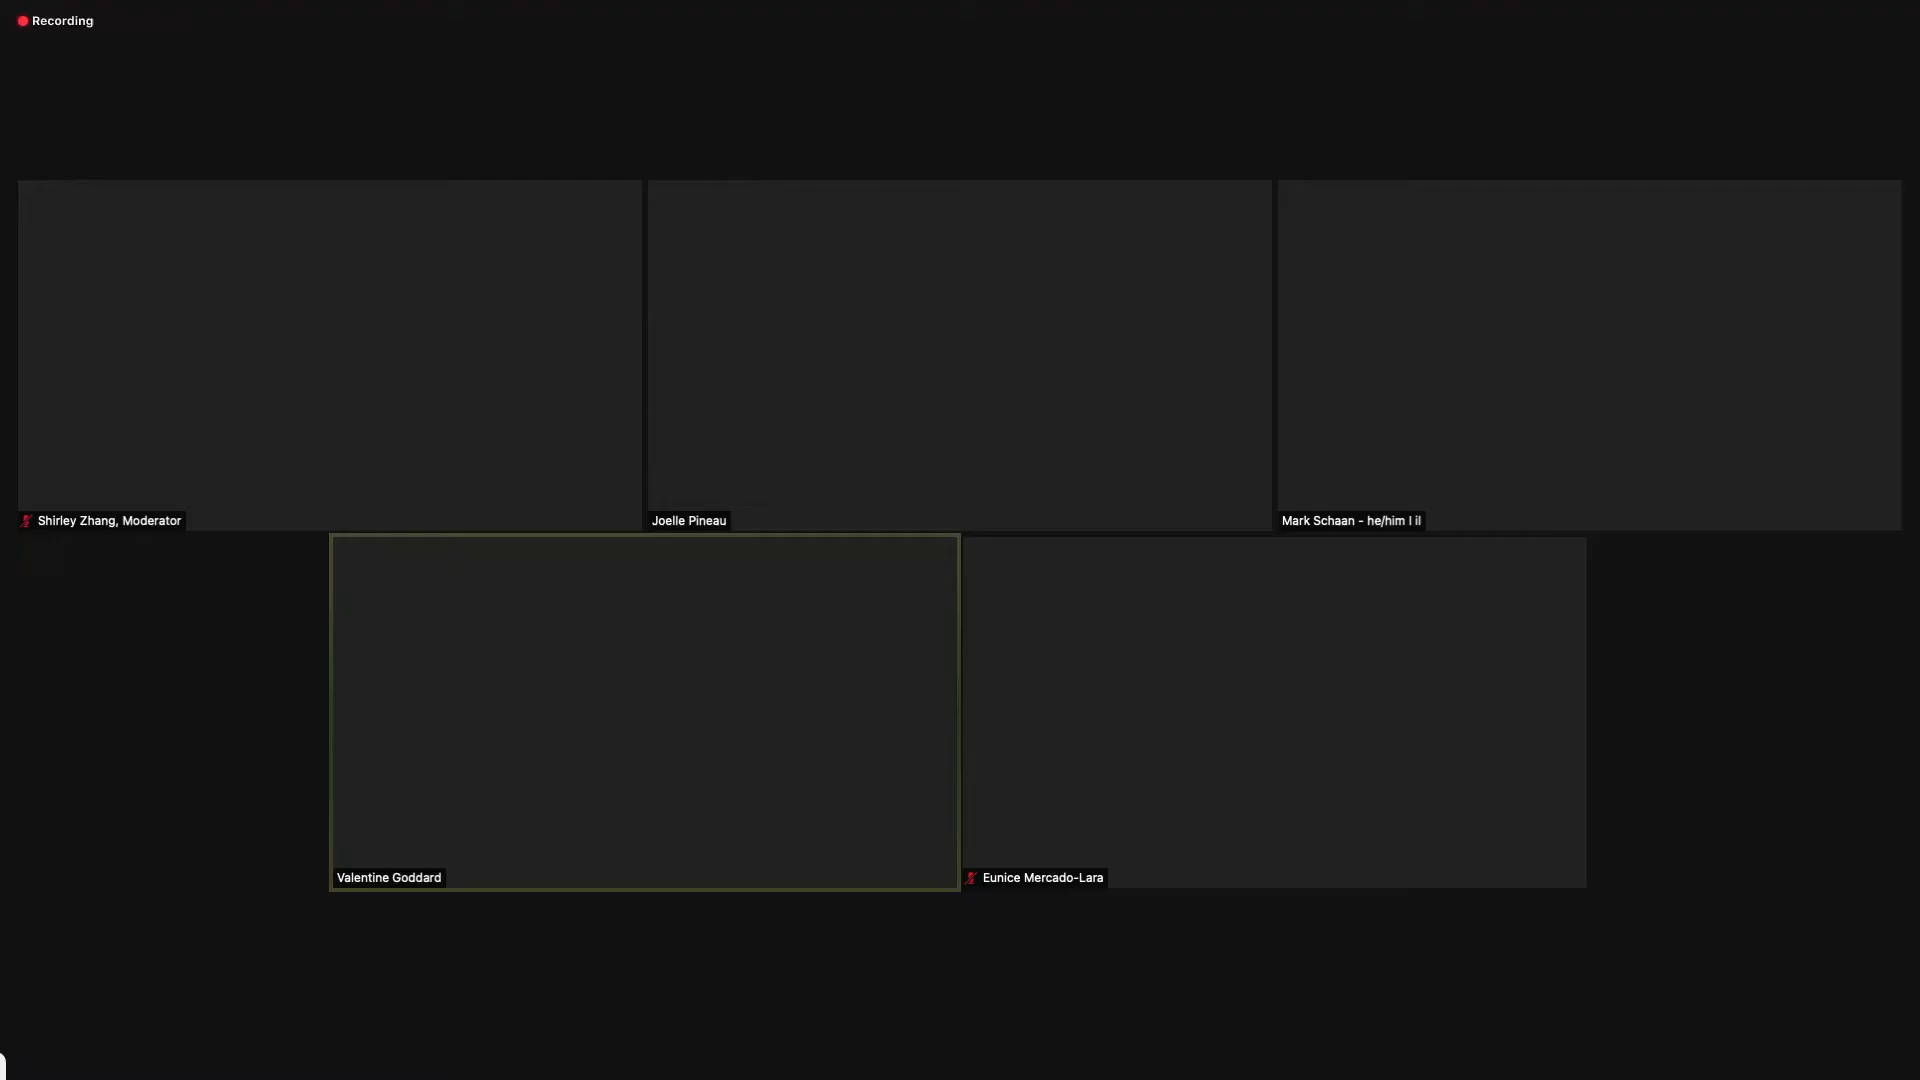 Recording
Shirley Zhang, Moderator
Joelle Pineau
Mark Schaan - he/him I il
Valentine Goddard
Eunice Mercado-Lara